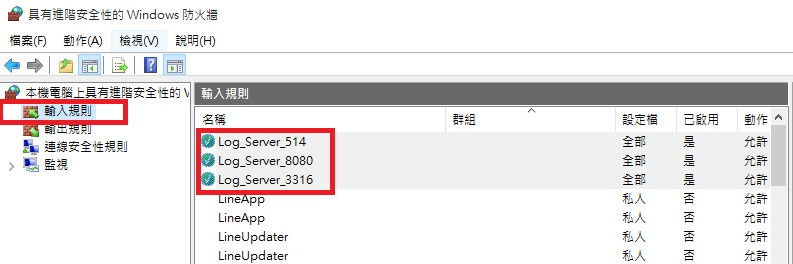 具有進階安全性的 Windows 防火牆
檔案(F) 動作(A) 檢視(V) 說明(H)
本機電腦上具有進階安全性的 V
輸入規則
輸出規則
連線安全性規則
監視
輸入規則
名稱 群組 設定檔 已啟用 動作
Log_Server_514 全部 是 允許
Log_Server_8080 全部 是 允許
Log_Server_3316 全部 是 允許
LineApp 私人 否 允許
LineApp 私人 否 允許
LineUpdater 私人 否 允許
LineUpdater 私人 否 允許